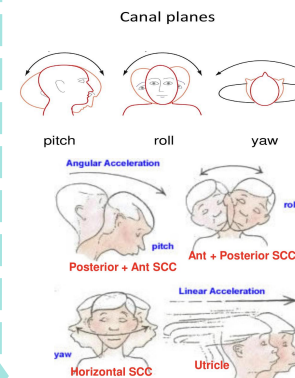 Canal planes
pitch roll yaw
Angular Acceleration
pitch
Posterior + Ant SCC
Ant + Posterior SCC
Linear Acceleration
yaw
Horizontal SCC
Utricle